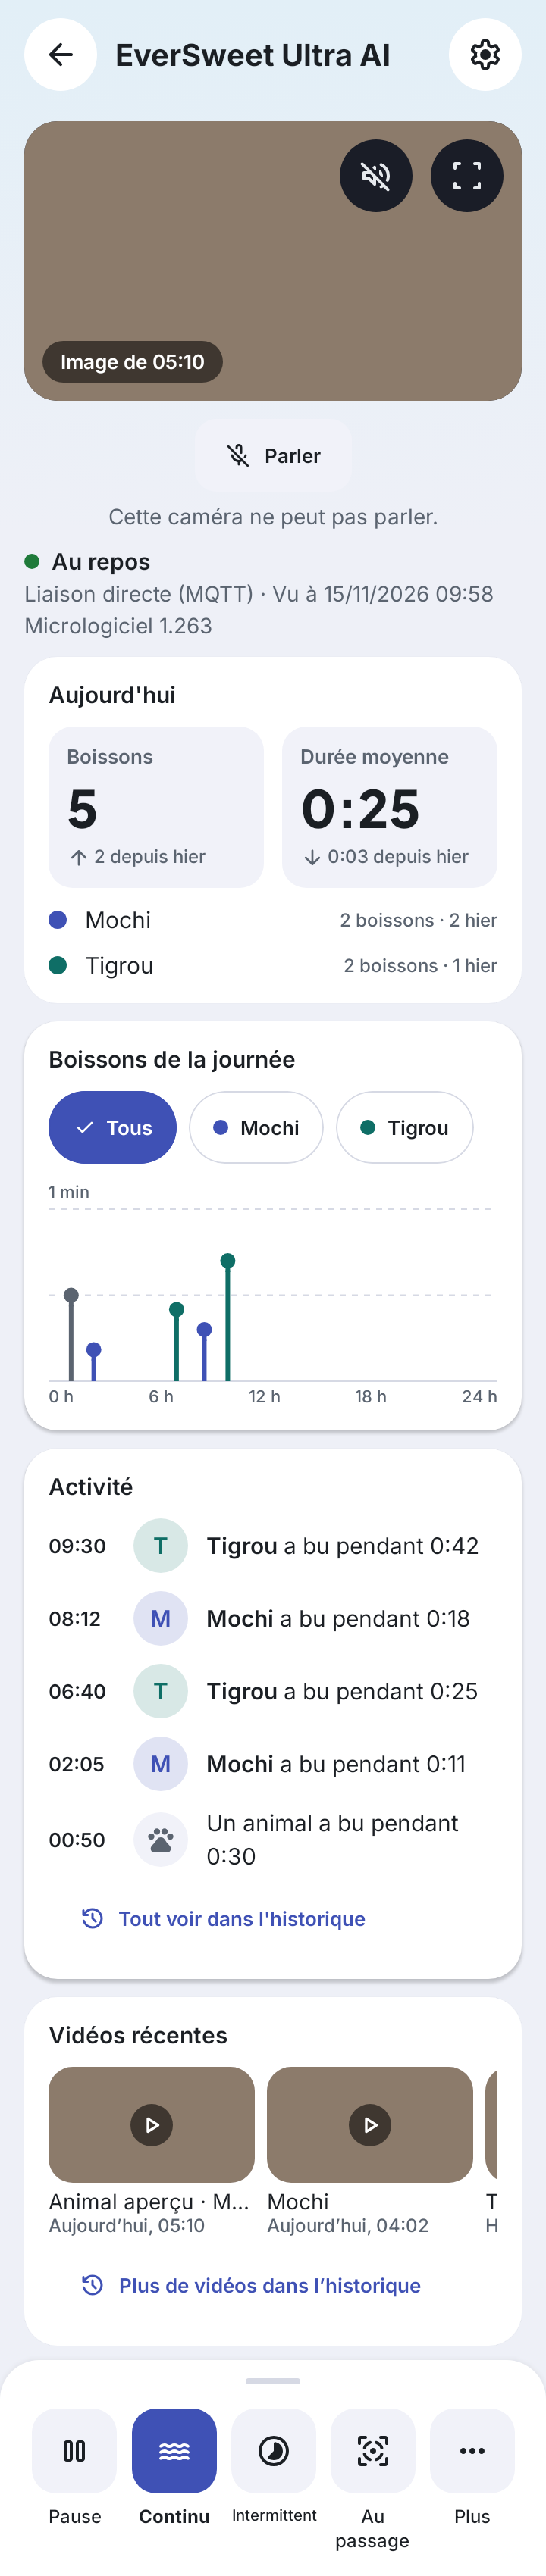 EverSweet Ultra AI
Image de 05:10
Parler
Cette caméra ne peut pas parler.
Au repos
Liaison directe (MQTT) · Vu à 15/11/2026 09:58
Micrologiciel 1.263
Aujourd'hui
Boissons
5
↑ 2 depuis hier
Durée moyenne
0:25
↓ 0:03 depuis hier
Mochi
2 boissons · 2 hier
Tigrou
2 boissons · 1 hier
Boissons de la journée
Tous
Mochi
Tigrou
1 min
0 h 6 h 12 h 18 h 24 h
Activité
09:30 T Tigrou a bu pendant 0:42
08:12 M Mochi a bu pendant 0:18
06:40 T Tigrou a bu pendant 0:25
02:05 M Mochi a bu pendant 0:11
00:50 Un animal a bu pendant
0:30
Tout voir dans l'historique
Vidéos récentes
Animal aperçu · M...
Aujourd’hui, 05:10
Mochi
Aujourd’hui, 04:02
T
H
Plus de vidéos dans l’historique
Pause
Continu
Intermittent
Au
passage
Plus